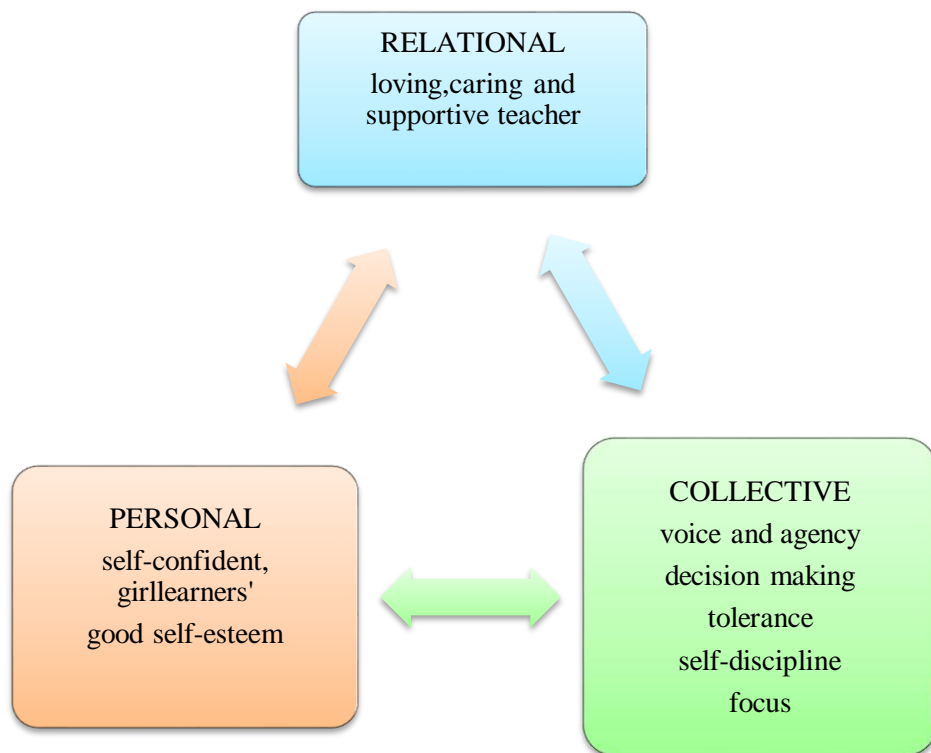 RELATIONAL
loving,caring and
supportive teacher
PERSONAL
self-confident,
girllearners'
good self-esteem
COLLECTIVE
voice and agency
decision making
tolerance
self-discipline
focus